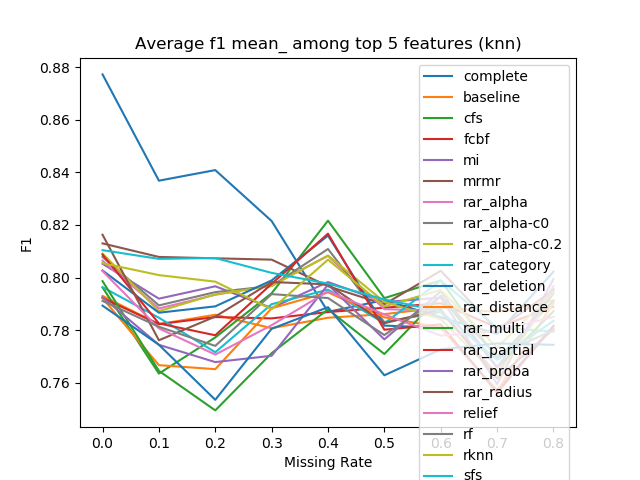 Average f1 mean_ among top 5 features (knn)
F1
0.88
0.86
0.84
0.82
0.80
0.78
0.76
0.0 0.1 0.2 0.3 0.4 0.5 0.6 0.7 0.8
Missing Rate
complete
baseline
cfs
fcbf
mi
mrmr
rar_alpha
rar_alpha-c0
rar_alpha-c0.2
rar_category
rar_deletion
rar_distance
rar_multi
rar_partial
rar_proba
rar_radius
relief
rf
rknn
sfs